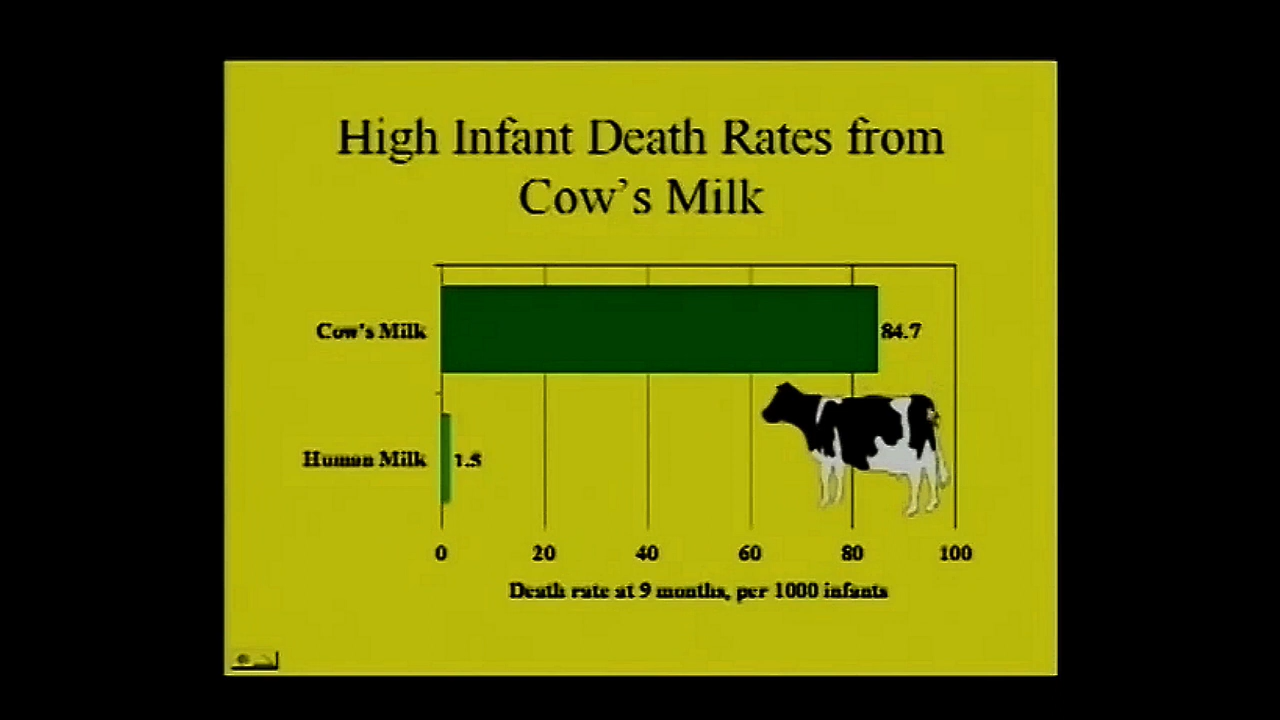 High Infant Death Rates from
Cow's Milk
Cow's Milk
84.7
Human Milk
1.5
0 20 40 60 80 100
Death rate at 9 months, per 1000 infants